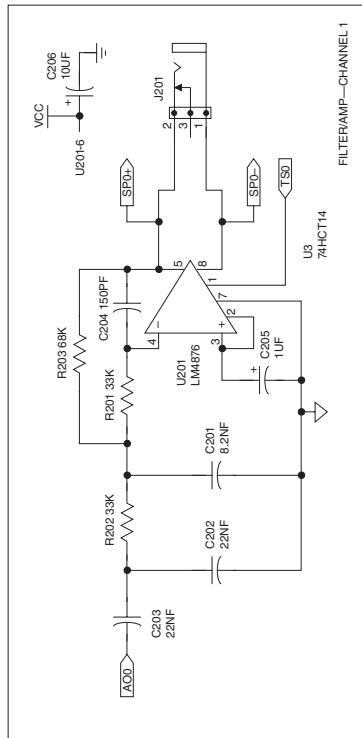 AO0
C203
22NF
R202 33K
C202
22NF
C201
8.2NF
R201 33K
R203 68K
C204 150PF
4
−
5
U201
LM4876
3
+
2
7
1
8
C205
1UF
+
SP0+
SP0−
2
3
1
J201
TS0
U3
74HCT14
VCC
+
C206
10UF
U201-6
FILTER/AMP—CHANNEL 1